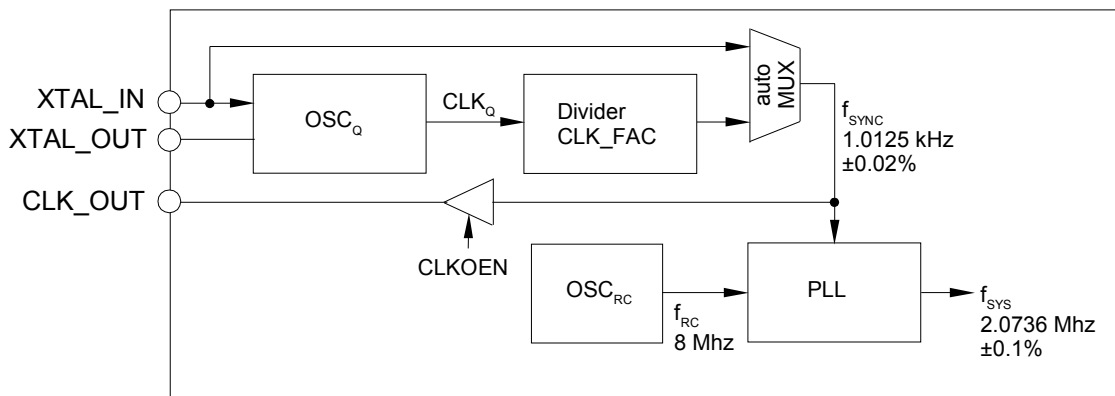 XTAL_IN
XTAL_OUT
CLK_OUT
OSCQ
CLKQ
Divider
CLK_FAC
auto
MUX
fSYNC
1.0125 kHz
±0.02%
CLKOEN
OSCRC
fRC
8 Mhz
PLL
fSYS
2.0736 Mhz
±0.1%